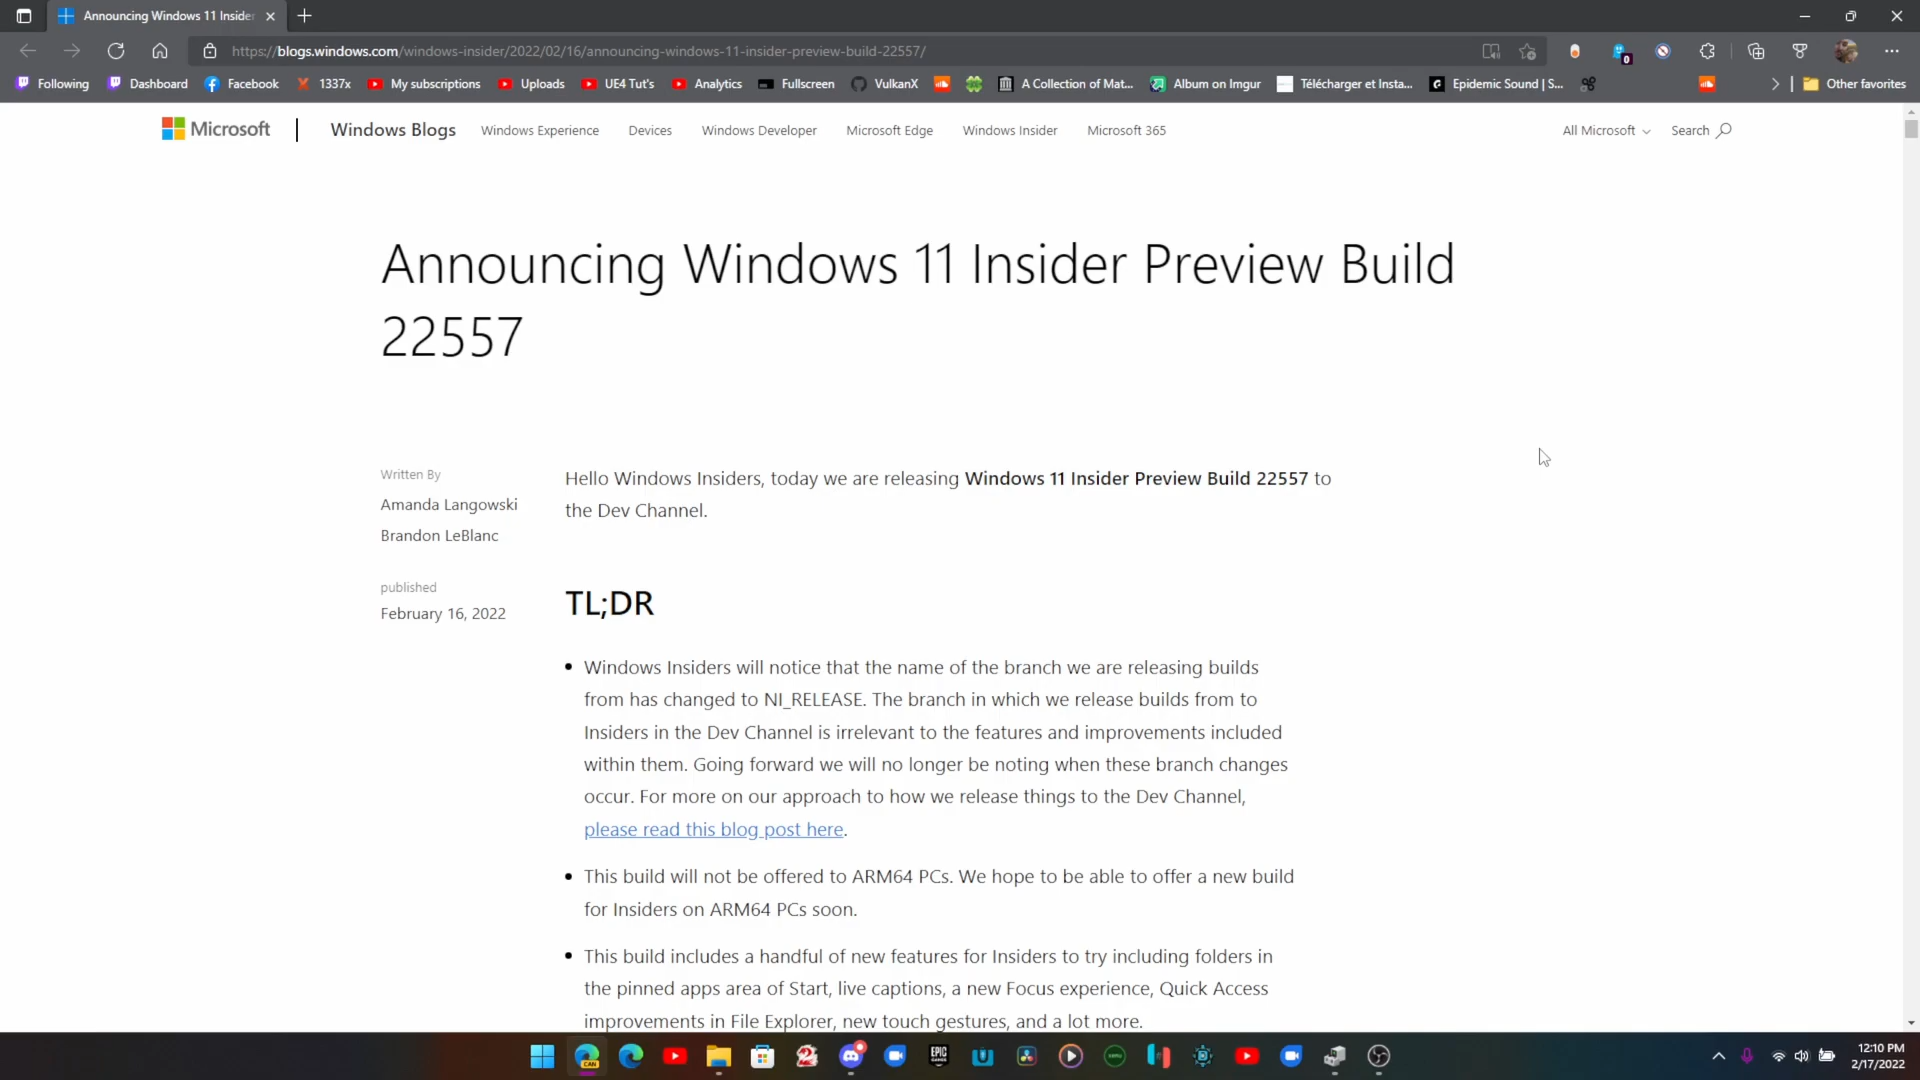 Announcing Windows 11 Insider
https://blogs.windows.com/windows-insider/2022/02/16/announcing-windows-11-insider-preview-build-22557/
0
Following
Dashboard
Facebook
1337x
My subscriptions
Uploads
UE4 Tut's
Analytics
Fullscreen
VulkanX
A Collection of Mat...
Album on Imgur
Télécharger et Insta...
Epidemic Sound | S...
Other favorites
Microsoft
Windows Blogs
Windows Experience
Devices
Windows Developer
Microsoft Edge
Windows Insider
Microsoft 365
All Microsoft
Search
Announcing Windows 11 Insider Preview Build
22557
Written By
Amanda Langowski
Brandon LeBlanc
published
February 16, 2022
Hello Windows Insiders, today we are releasing Windows 11 Insider Preview Build 22557 to
the Dev Channel.
TL;DR
• Windows Insiders will notice that the name of the branch we are releasing builds
from has changed to NI_RELEASE. The branch in which we release builds from to
Insiders in the Dev Channel is irrelevant to the features and improvements included
within them. Going forward we will no longer be noting when these branch changes
occur. For more on our approach to how we release things to the Dev Channel,
please read this blog post here.
• This build will not be offered to ARM64 PCs. We hope to be able to offer a new build
for Insiders on ARM64 PCs soon.
• This build includes a handful of new features for Insiders to try including folders in
the pinned apps area of Start, live captions, a new Focus experience, Quick Access
improvements in File Explorer, new touch gestures, and a lot more.
CAN
EPIC
12:10 PM
2/17/2022